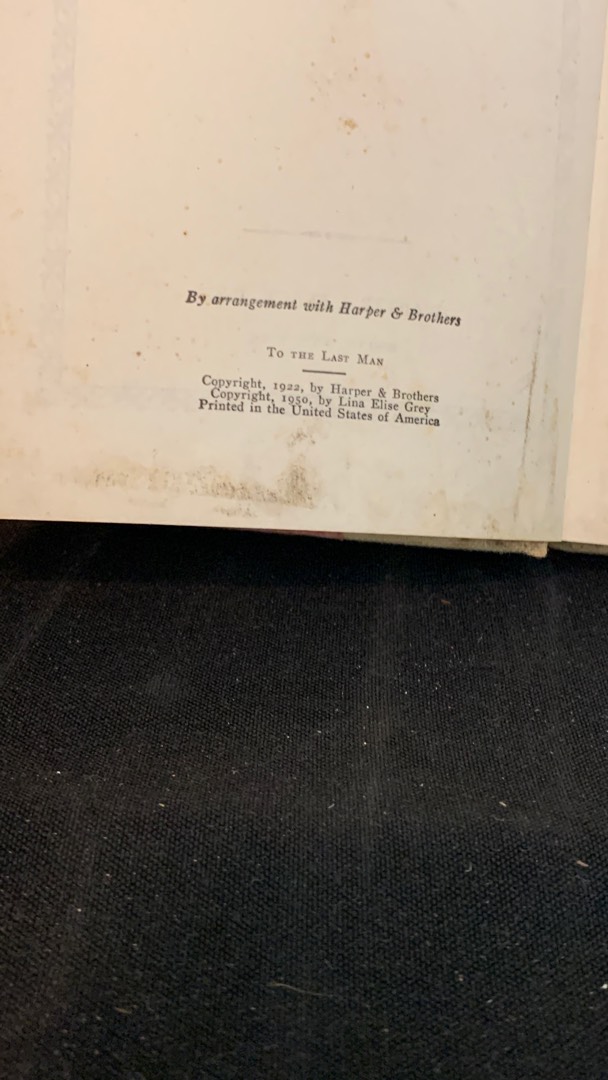 By arrangement with Harper & Brothers
TO THE LAST MAN
Copyright, 1922, by Harper & Brothers
Copyright, 1950, by Lina Elise Grey
Printed in the United States of America